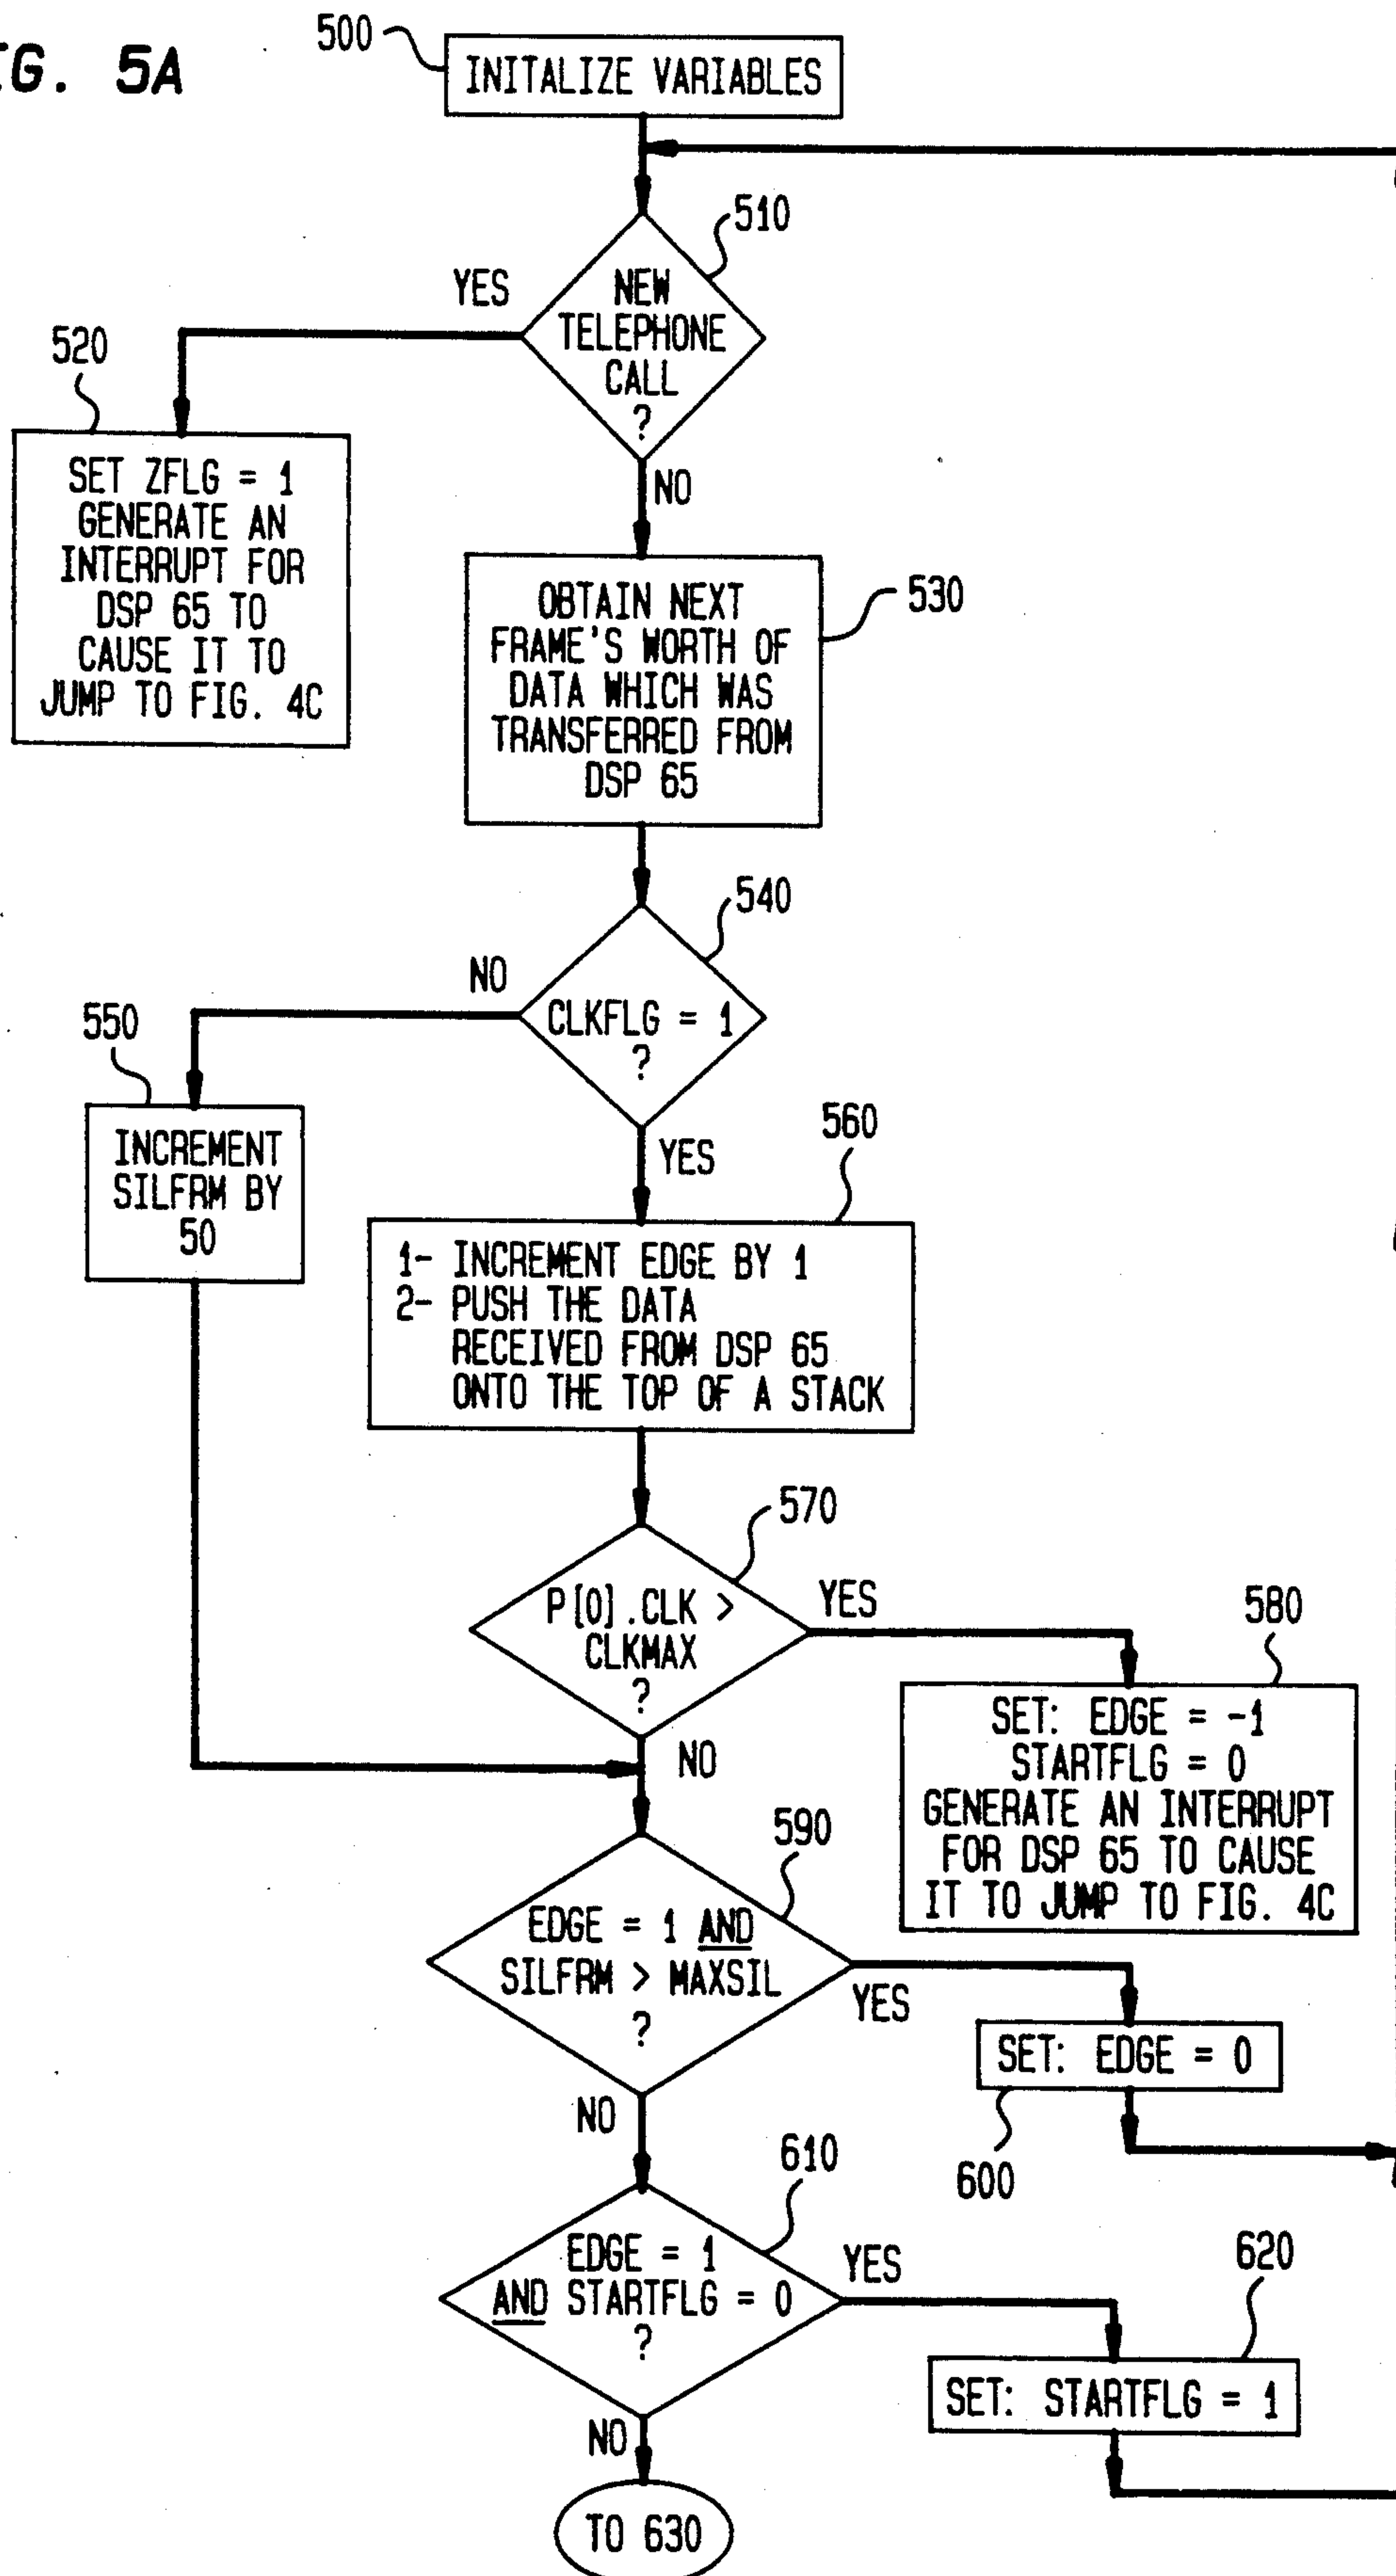 IG. 5A
500
INITALIZE VARIABLES
510
YES
NEW
TELEPHONE
CALL
?
520
NO
SET ZFLG = 1
GENERATE AN
INTERRUPT FOR
DSP 65 TO
CAUSE IT TO
JUMP TO FIG. 4C
530
OBTAIN NEXT
FRAME'S WORTH OF
DATA WHICH WAS
TRANSFERRED FROM
DSP 65
540
NO
CLKFLG = 1
?
550
YES
INCREMENT
SILFRM BY
50
560
1- INCREMENT EDGE BY 1
2- PUSH THE DATA
RECEIVED FROM DSP 65
ONTO THE TOP OF A STACK
570
P[0].CLK >
CLKMAX
?
YES
580
NO
SET: EDGE = -1
STARTFLG = 0
GENERATE AN INTERRUPT
FOR DSP 65 TO CAUSE
IT TO JUMP TO FIG. 4C
590
EDGE = 1 AND
SILFRM > MAXSIL
?
YES
SET: EDGE = 0
600
NO
610
EDGE = 1
AND STARTFLG = 0
?
YES
620
SET: STARTFLG = 1
NO
TO 630